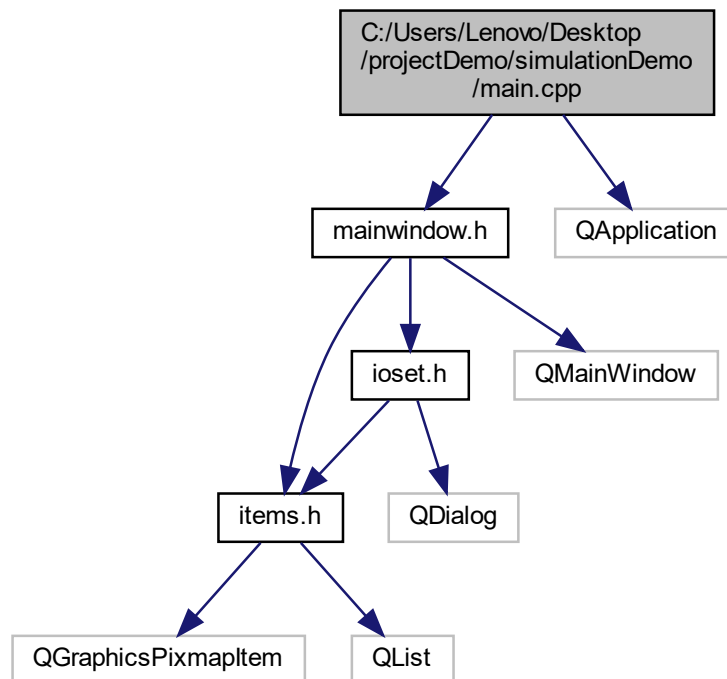 C:/Users/Lenovo/Desktop
/projectDemo/simulationDemo
/main.cpp
mainwindow.h
QApplication
ioset.h
QMainWindow
items.h
QDialog
QGraphicsPixmapItem
QList